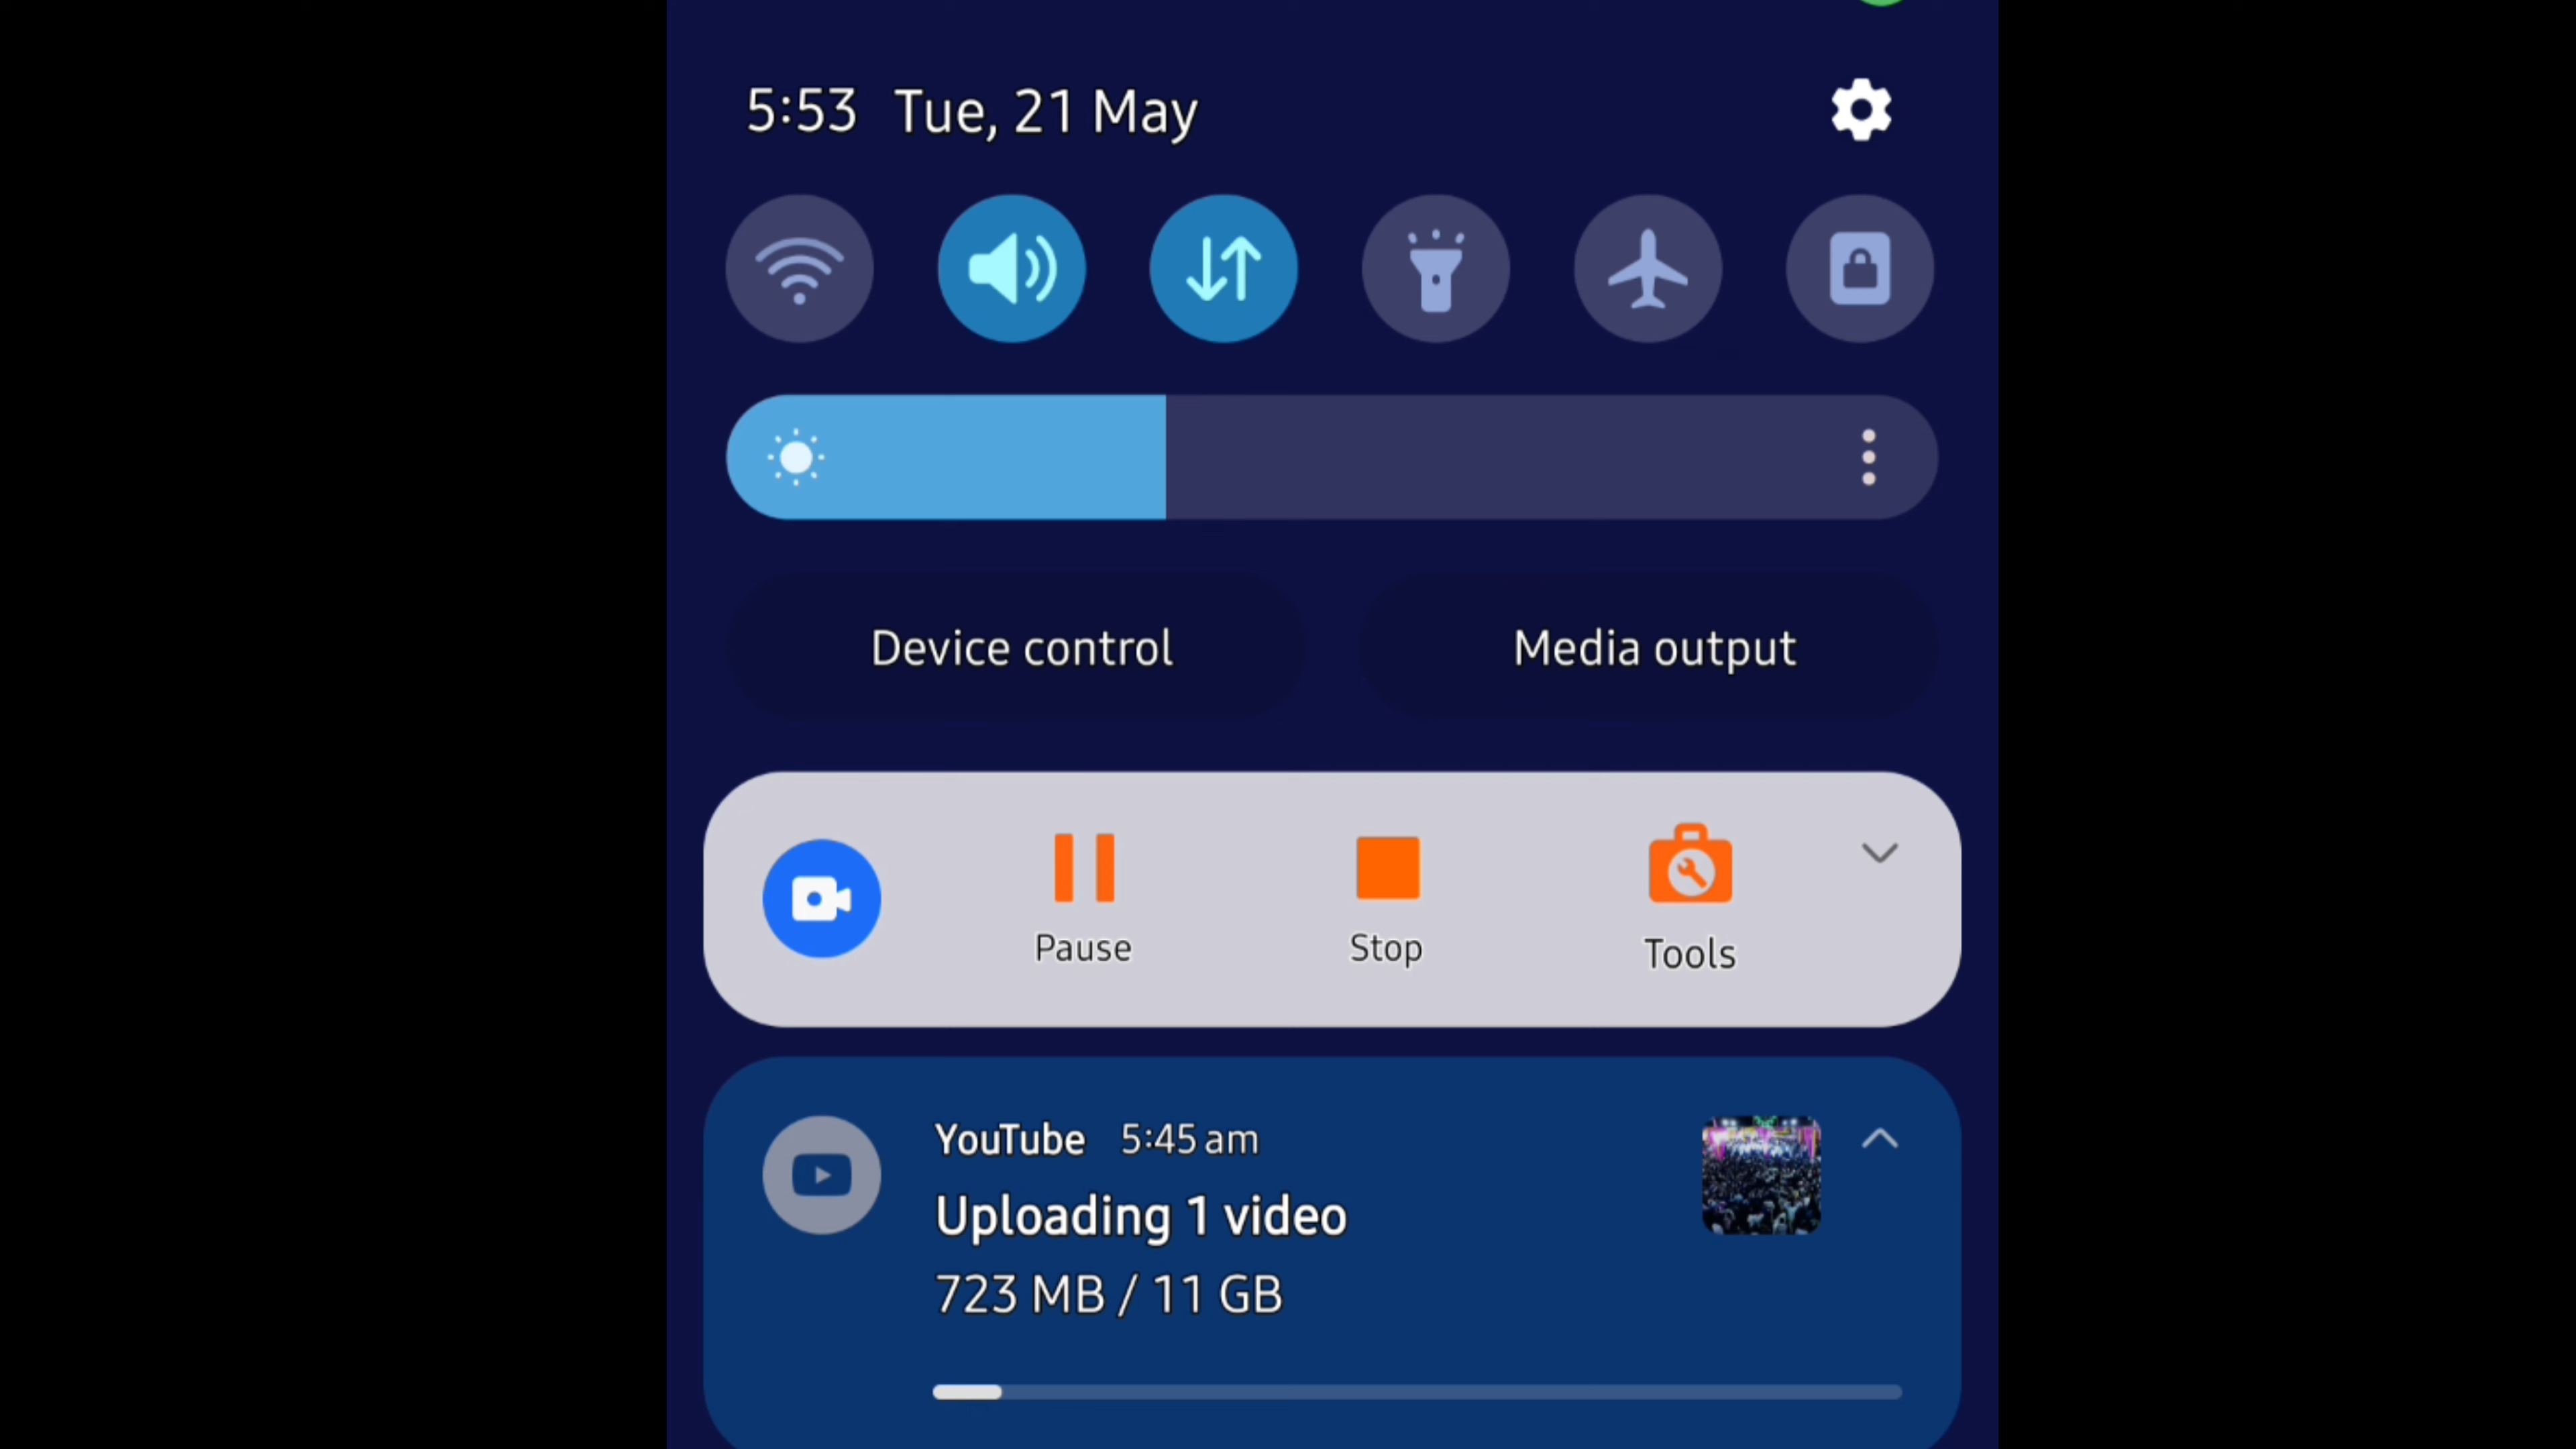 5:53 Tue, 21 May
Device control Media output
Pause Stop Tools
YouTube 5:45 am
Uploading 1 video
723 MB / 11 GB